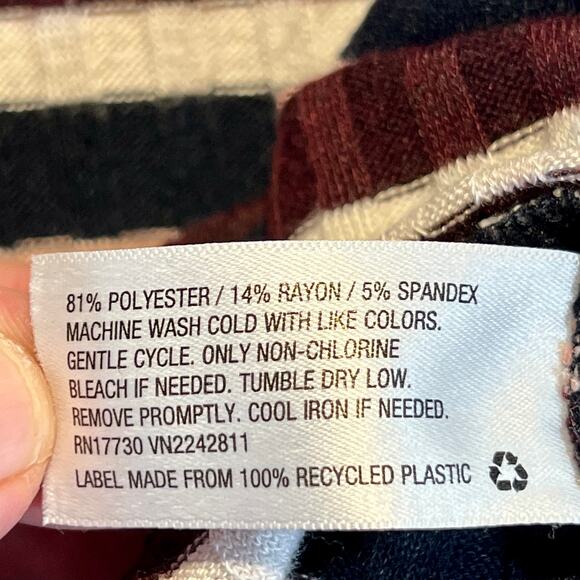 81% POLYESTER / 14% RAYON / 5% SPANDEX
MACHINE WASH COLD WITH LIKE COLORS.
GENTLE CYCLE. ONLY NON-CHLORINE
BLEACH IF NEEDED. TUMBLE DRY LOW.
REMOVE PROMPTLY. COOL IRON IF NEEDED.
RN17730 VN2242811
LABEL MADE FROM 100% RECYCLED PLASTIC